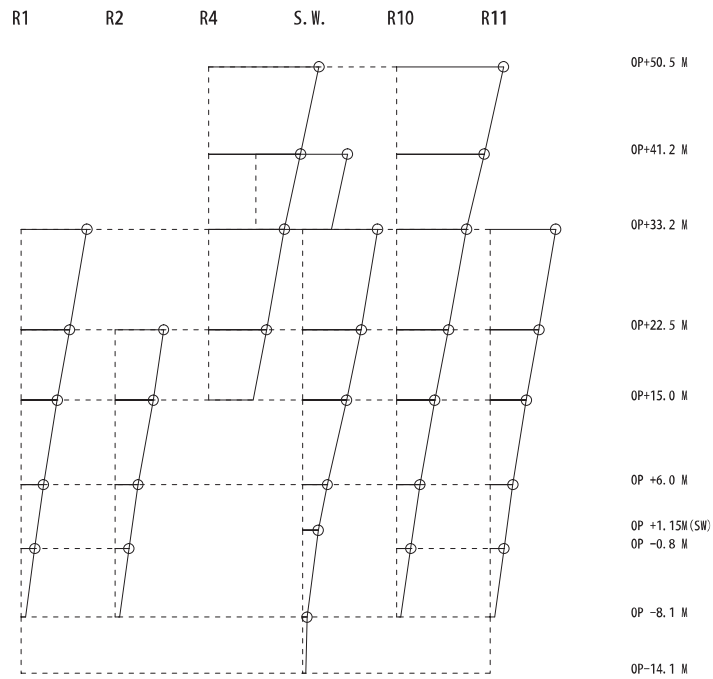 R1 R2 R4 S.W. R10 R11
OP+50.5 M
OP+41.2 M
OP+33.2 M
OP+22.5 M
OP+15.0 M
OP +6.0 M
OP +1.15M(SW)
OP -0.8 M
OP -8.1 M
OP-14.1 M